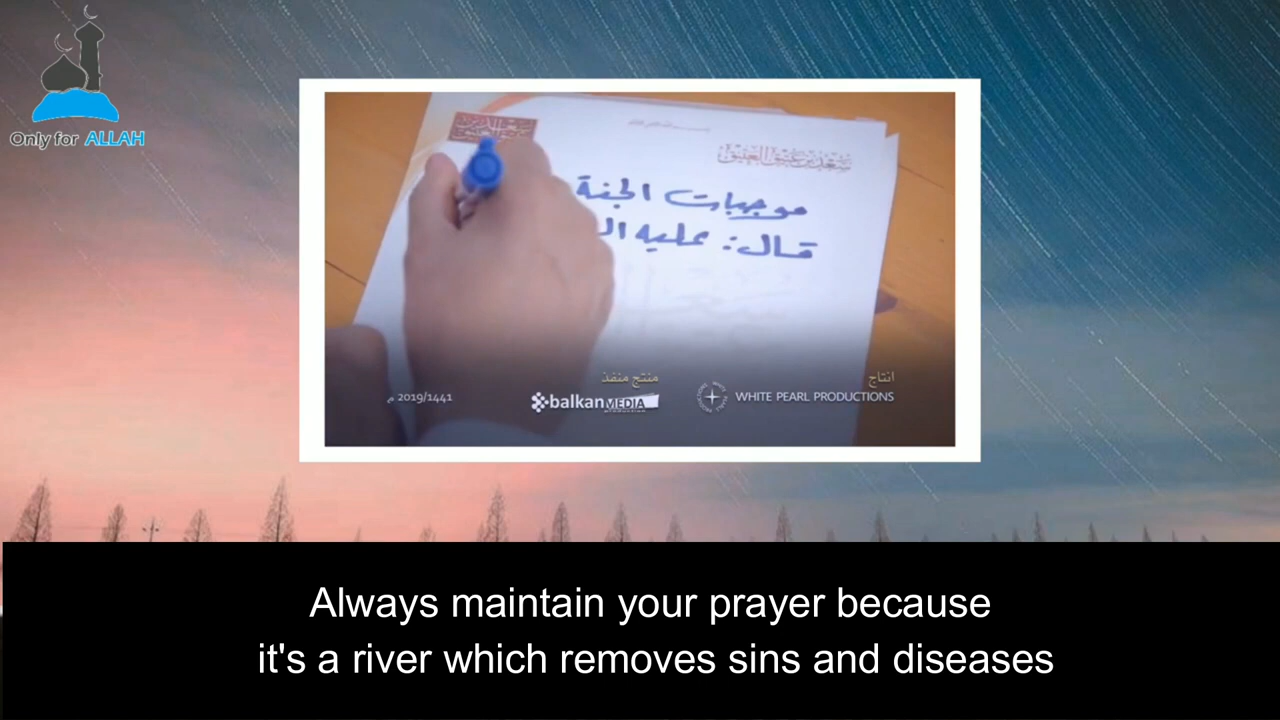 Only for ALLAH
سعد بن عتيق العتيق
موجبات الجنة
قال: عليه ال
منتج منفذ
انتاج
2019/1441 م
balkanMEDIA
WHITE PEARL PRODUCTIONS
Always maintain your prayer because
it's a river which removes sins and diseases